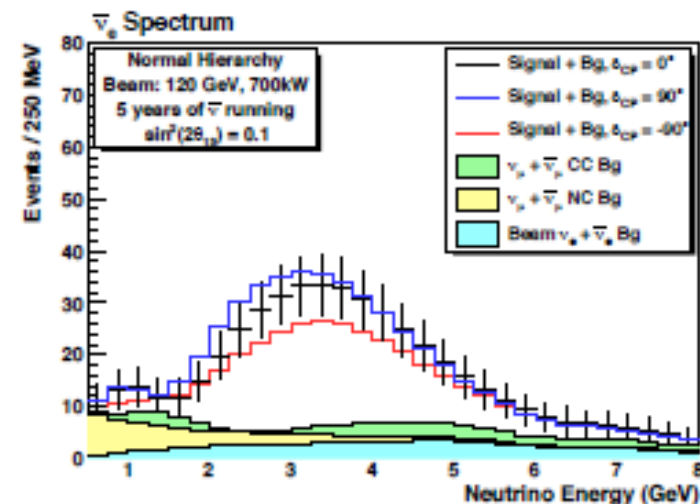 ν̅e Spectrum
Events / 250 MeV
80
70
60
50
40
30
20
10
0
Normal Hierarchy
Beam: 120 GeV, 700kW
5 years of ν̅ running
sin²(2θ₁₃) = 0.1
Signal + Bg, δCP = 0°
Signal + Bg, δCP = 90°
Signal + Bg, δCP = -90°
νμ + ν̅μ CC Bg
νμ + ν̅μ NC Bg
Beam νe + ν̅e Bg
1 2 3 4 5 6 7 8
Neutrino Energy (GeV)